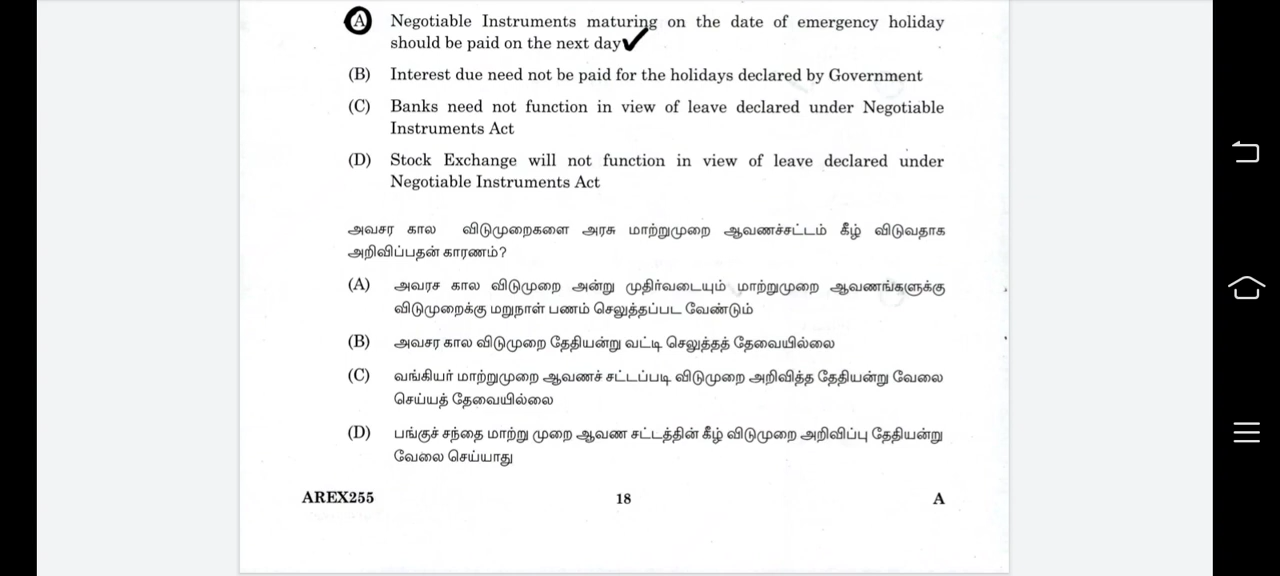 (A) Negotiable Instruments maturing on the date of emergency holiday
should be paid on the next day
(B) Interest due need not be paid for the holidays declared by Government
(C) Banks need not function in view of leave declared under Negotiable
Instruments Act
(D) Stock Exchange will not function in view of leave declared under
Negotiable Instruments Act
அவசர கால விடுமுறைகளை அரசு மாற்றுமுறை ஆவணச்சட்டம் கீழ் விடுவதாக
அறிவிப்பதன் காரணம்?
(A) அவரச கால விடுமுறை அன்று முதிர்வடையும் மாற்றுமுறை ஆவணங்களுக்கு
விடுமுறைக்கு மறுநாள் பணம் செலுத்தப்பட வேண்டும்
(B) அவசர கால விடுமுறை தேதியன்று வட்டி செலுத்தத் தேவையில்லை
(C) வங்கியர் மாற்றுமுறை ஆவணச் சட்டப்படி விடுமுறை அறிவித்த தேதியன்று வேலை
செய்யத் தேவையில்லை
(D) பங்குச் சந்தை மாற்று முறை ஆவண சட்டத்தின் கீழ் விடுமுறை அறிவிப்பு தேதியன்று
வேலை செய்யாது
AREX255 18 A